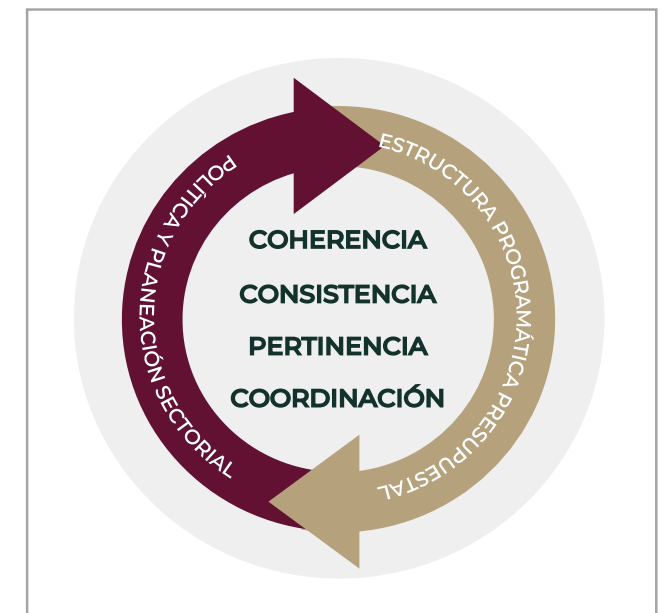 POLÍTICA Y PLANEACIÓN SECTORIAL
ESTRUCTURA PROGRAMÁTICA PRESUPUESTAL
COHERENCIA
CONSISTENCIA
PERTINENCIA
COORDINACIÓN